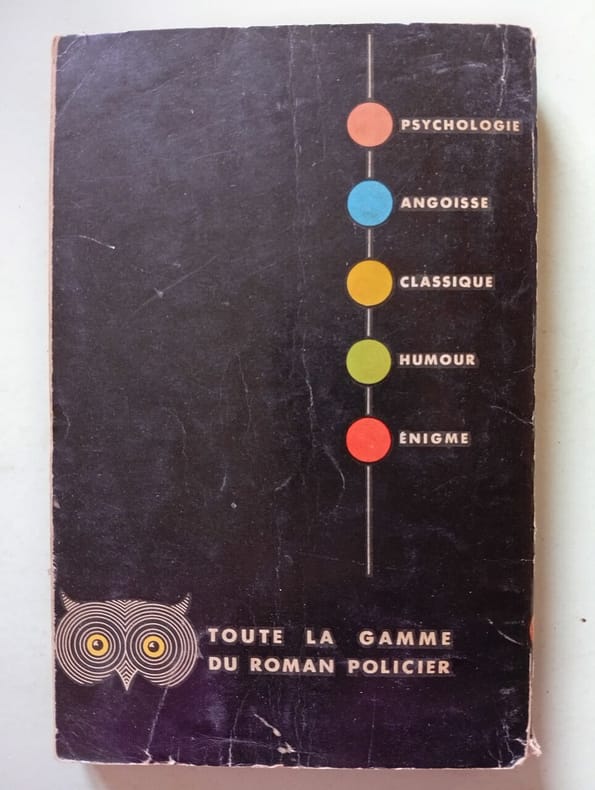 PSYCHOLOGIE
ANGOISSE
CLASSIQUE
HUMOUR
ÉNIGME
TOUTE LA GAMME
DU ROMAN POLICIER